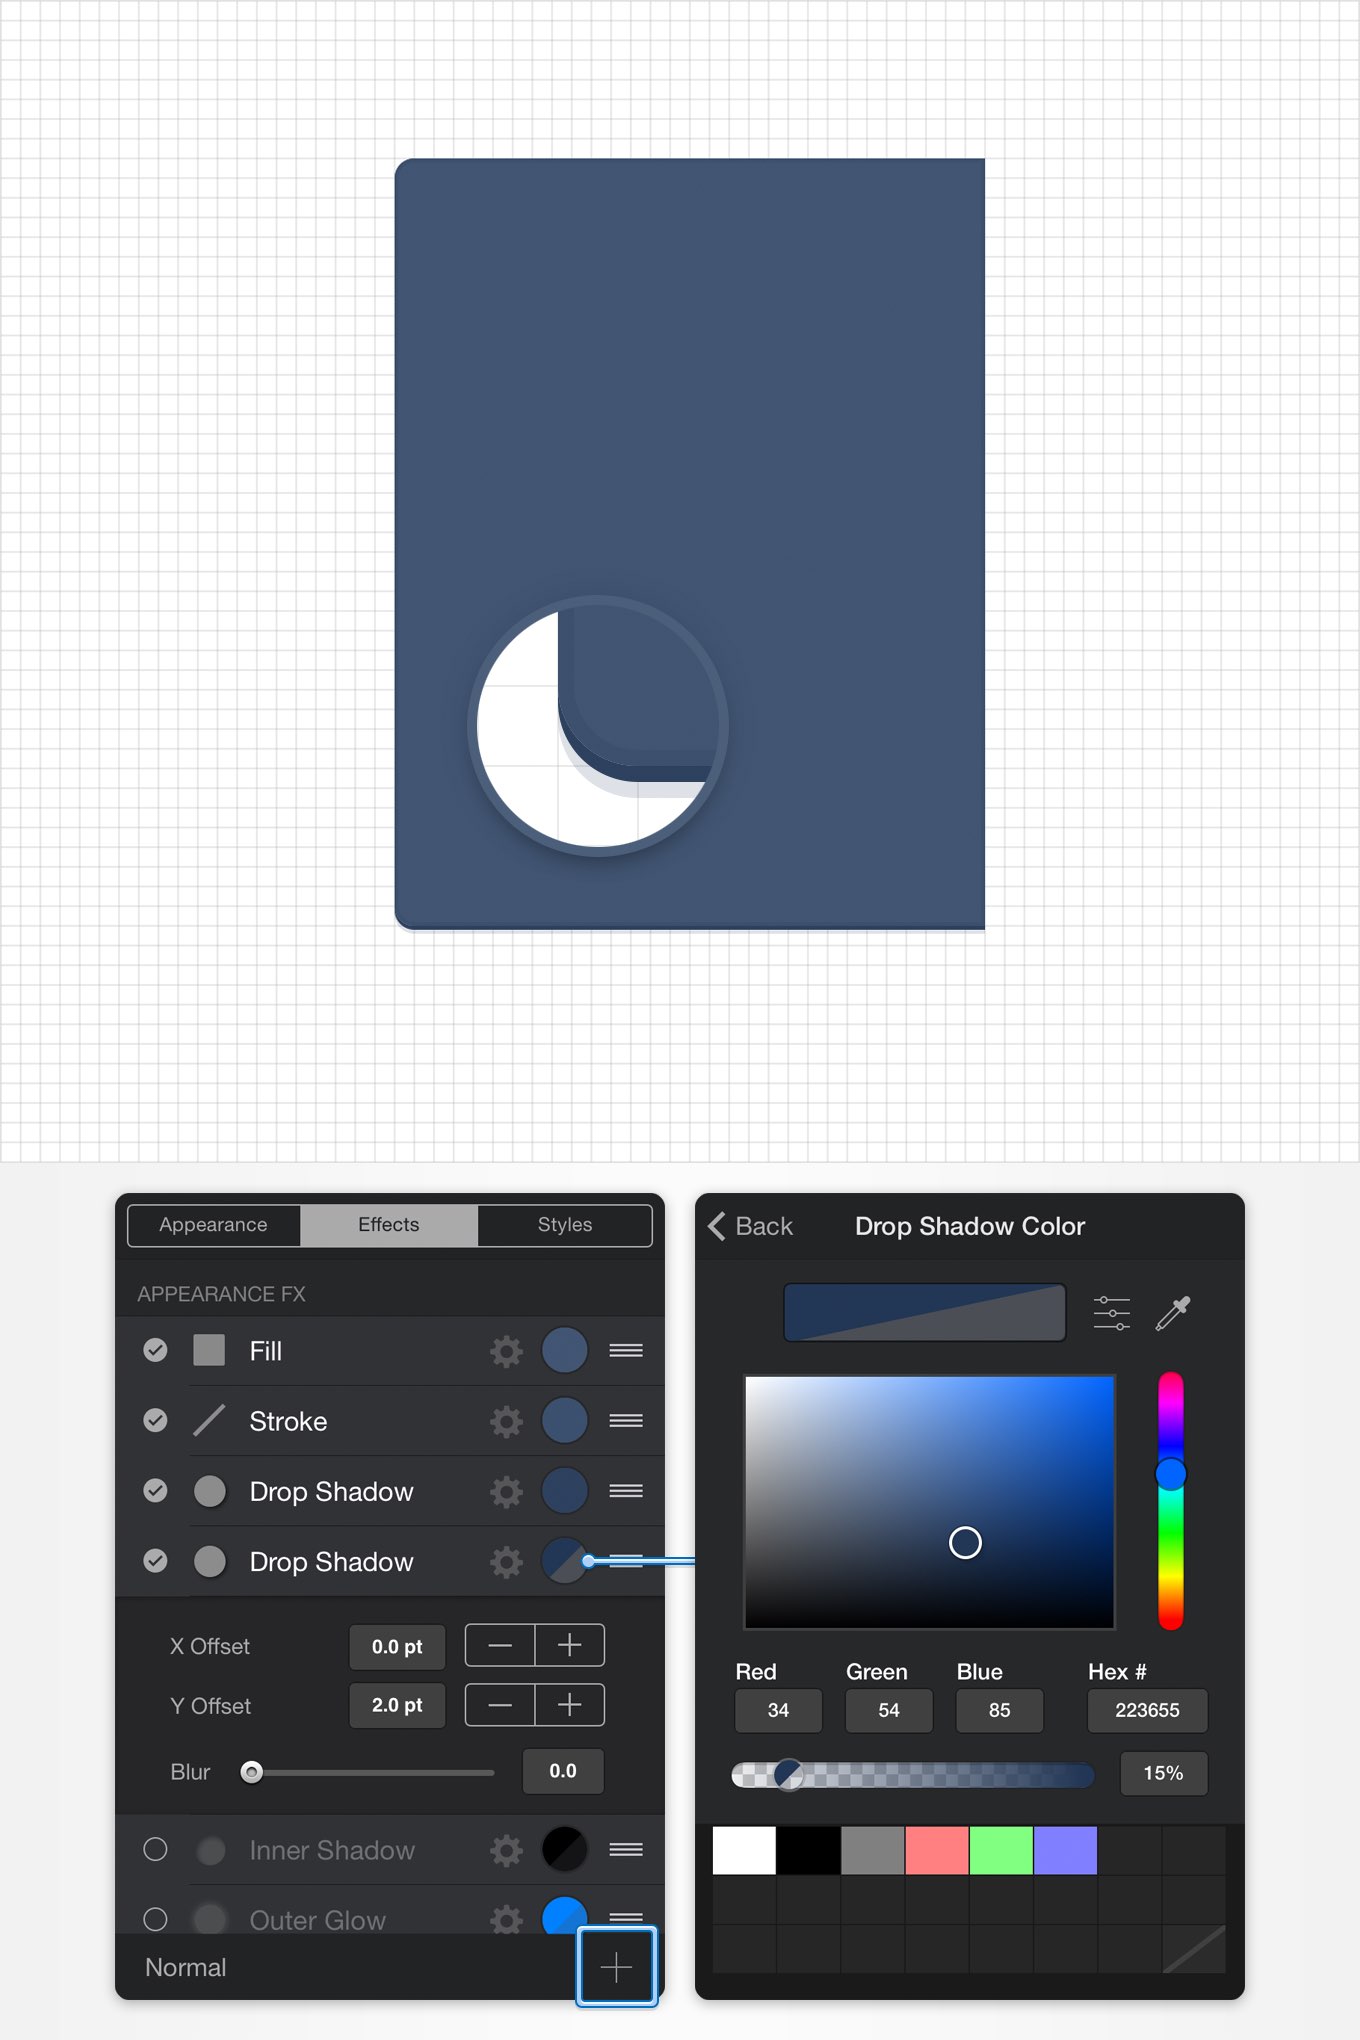 Appearance Effects Styles
APPEARANCE FX
Fill
Stroke
Drop Shadow
Drop Shadow
X Offset 0.0 pt
Y Offset 2.0 pt
Blur 0.0
Inner Shadow
Outer Glow
Normal
Back Drop Shadow Color
Red Green Blue Hex #
34 54 85 223655
15%